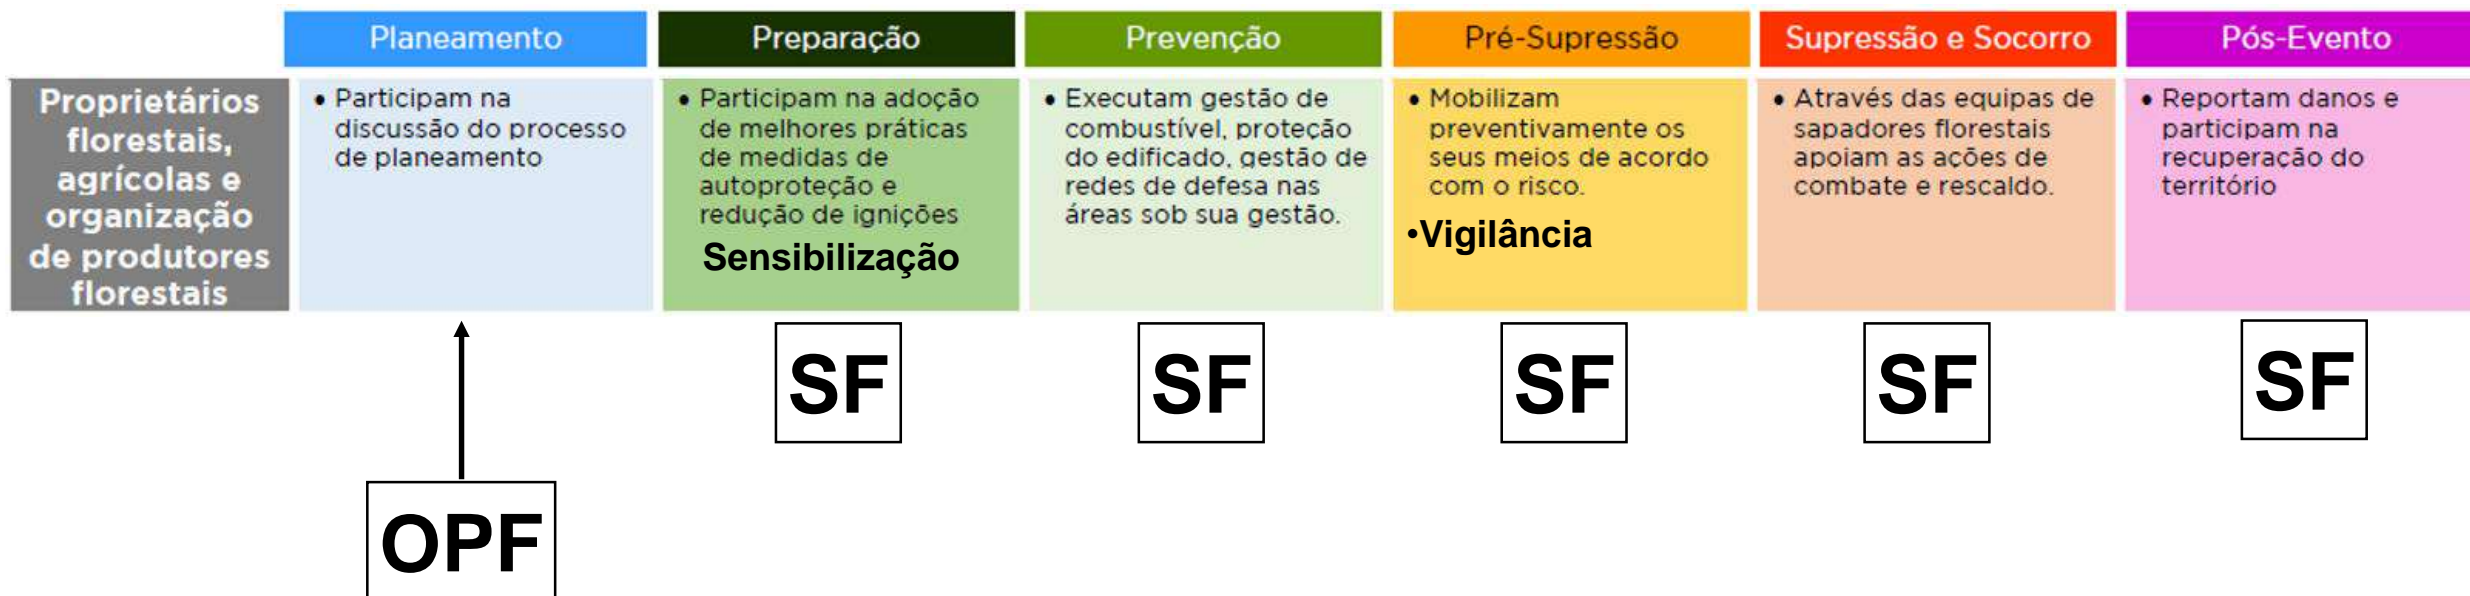 Planeamento
Preparação
Prevenção
Pré-Supressão
Supressão e Socorro
Pós-Evento
Proprietários
florestais,
agrícolas e
organização
de produtores
florestais
• Participam na
discussão do processo
de planeamento
• Participam na adoção
de melhores práticas
de medidas de
autoproteção e
redução de ignições
Sensibilização
• Executam gestão de
combustível, proteção
do edificado, gestão de
redes de defesa nas
áreas sob sua gestão.
• Mobilizam
preventivamente os
seus meios de acordo
com o risco.
•Vigilância
• Através das equipas de
sapadores florestais
apoiam as ações de
combate e rescaldo.
• Reportam danos e
participam na
recuperação do
território
SF
SF
SF
SF
SF
OPF